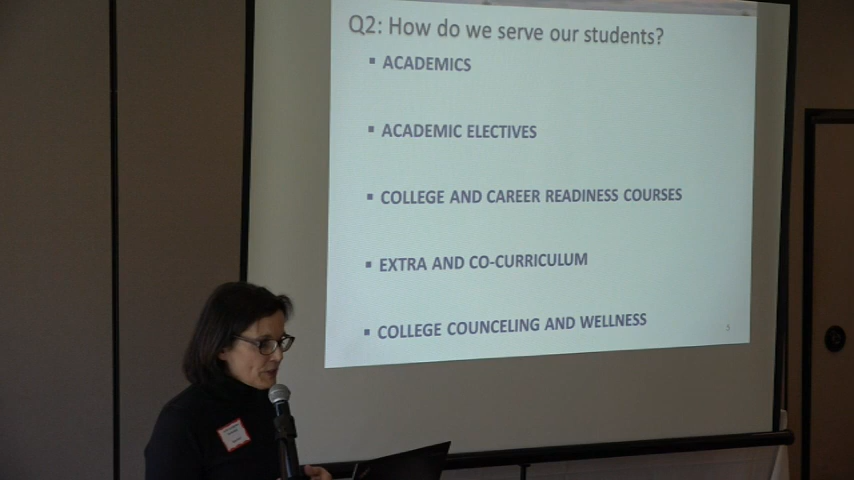 Q2: How do we serve our students?
▪ ACADEMICS
▪ ACADEMIC ELECTIVES
▪ COLLEGE AND CAREER READINESS COURSES
▪ EXTRA AND CO-CURRICULUM
▪ COLLEGE COUNCELING AND WELLNESS
3